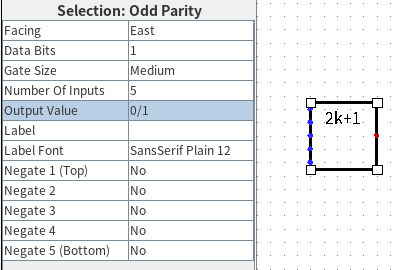 Selection: Odd Parity
Facing East
Data Bits 1
Gate Size Medium
Number Of Inputs 5
Output Value 0/1
Label
Label Font SansSerif Plain 12
Negate 1 (Top) No
Negate 2 No
Negate 3 No
Negate 4 No
Negate 5 (Bottom) No
2k+1